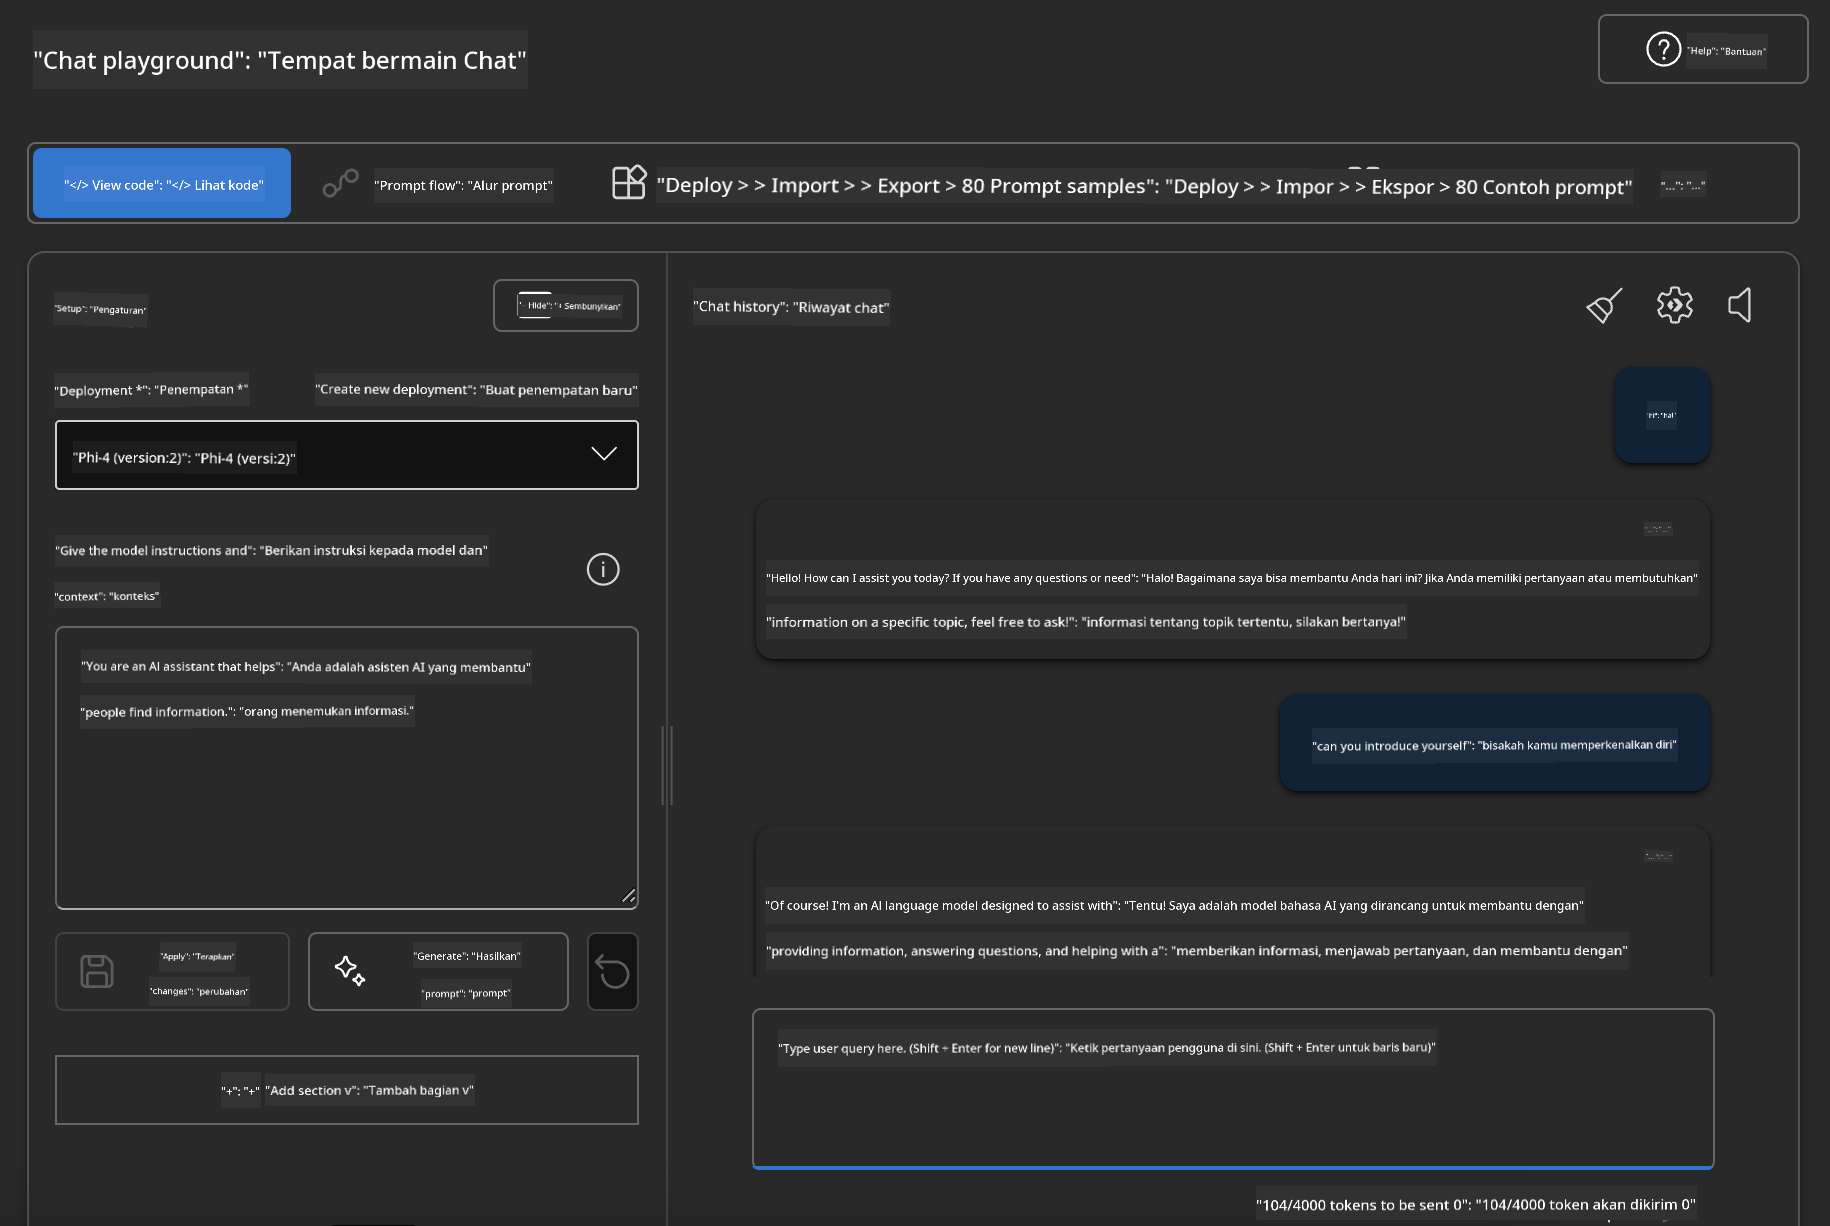 "Chat playground": "Tempat bermain Chat"
"Help": "Bantuan"
"</> View code": "</> Lihat kode"
"Prompt flow": "Alur prompt"
"Deploy > > Import > > Export > 80 Prompt samples": "Deploy > > Impor > > Ekspor > 80 Contoh prompt"
"...": "..."
"Setup": "Pengaturan"
Hide": "+ Sembunyikan"
"Chat history": "Riwayat chat"
"Deployment *": "Penempatan *"
"Create new deployment": "Buat penempatan baru"
"Phi-4 (version:2)": "Phi-4 (versi:2)"
"Hi": "hai"
"Give the model instructions and": "Berikan instruksi kepada model dan"
"context": "konteks"
"Hello! How can I assist you today? If you have any questions or need": "Halo! Bagaimana saya bisa membantu Anda hari ini? Jika Anda memiliki pertanyaan atau membutuhkan"
"information on a specific topic, feel free to ask!": "informasi tentang topik tertentu, silakan bertanya!"
"You are an AI assistant that helps": "Anda adalah asisten AI yang membantu"
"people find information.": "orang menemukan informasi."
"can you introduce yourself": "bisakah kamu memperkenalkan diri"
"Of course! I'm an AI language model designed to assist with": "Tentu! Saya adalah model bahasa AI yang dirancang untuk membantu dengan"
"providing information, answering questions, and helping with a": "memberikan informasi, menjawab pertanyaan, dan membantu dengan"
"Apply": "Terapkan"
"changes": "perubahan"
"Generate": "Hasilkan"
"prompt": "prompt"
"+": "+" "Add section v": "Tambah bagian v"
"Type user query here. (Shift + Enter for new line)": "Ketik pertanyaan pengguna di sini. (Shift + Enter untuk baris baru)"
"104/4000 tokens to be sent 0": "104/4000 token akan dikirim 0"